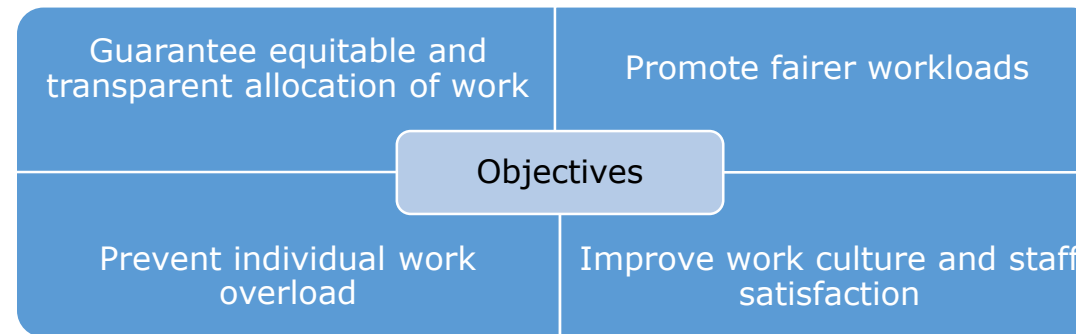 Guarantee equitable and
transparent allocation of work
Promote fairer workloads
Objectives
Prevent individual work
overload
Improve work culture and staff
satisfaction